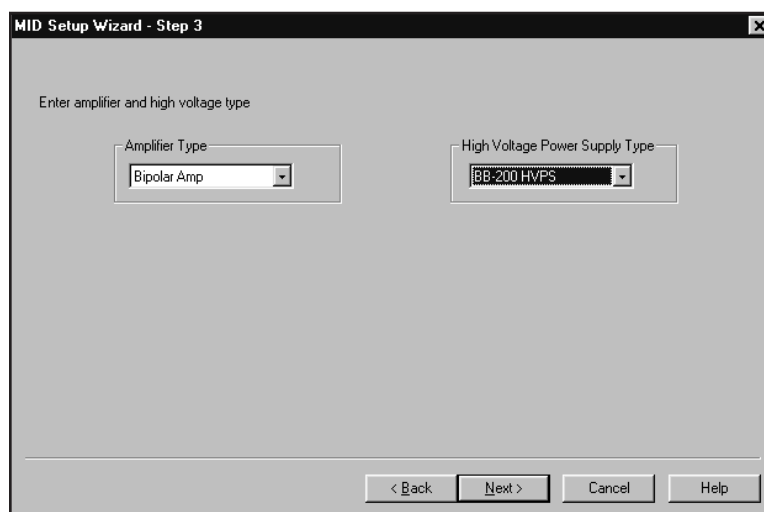 MID Setup Wizard - Step 3
Enter amplifier and high voltage type
Amplifier Type
High Voltage Power Supply Type
Bipolar Amp
BB-200 HVPS
< Back
Next >
Cancel
Help